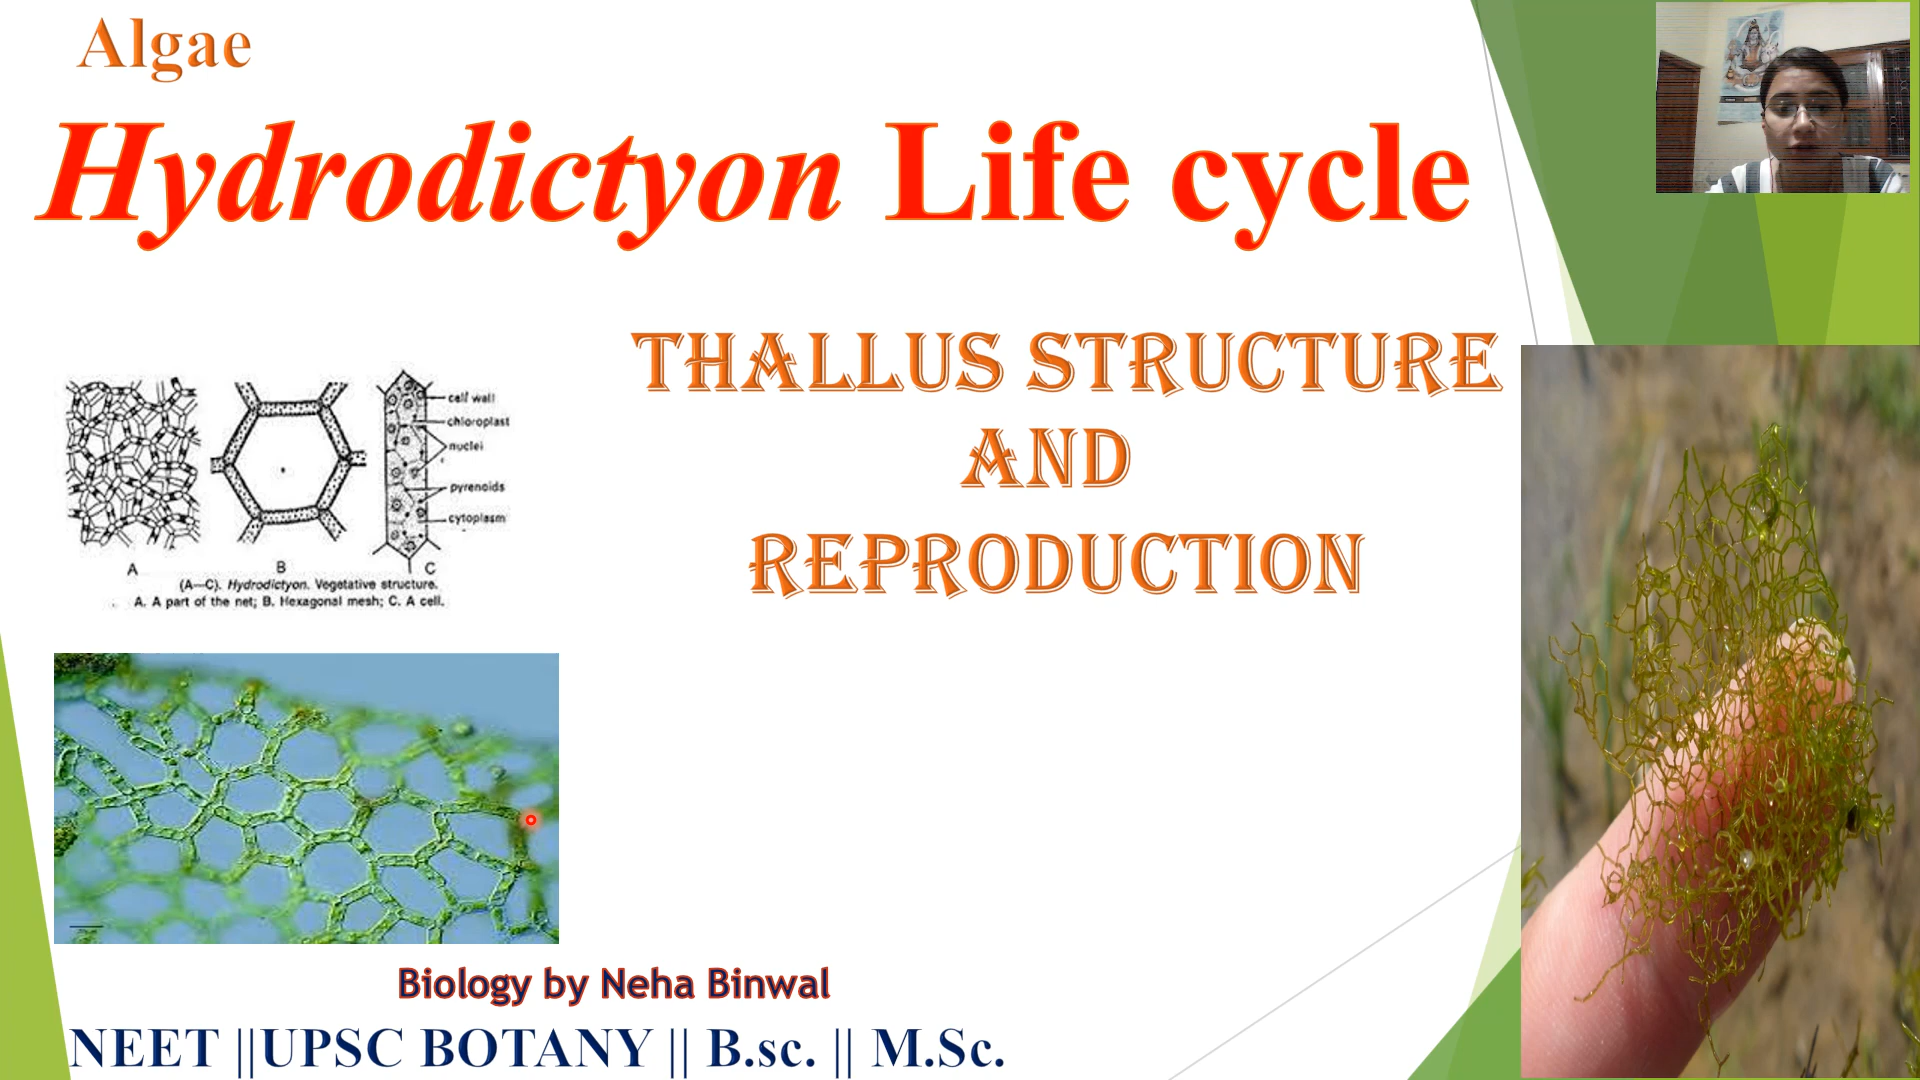 Algae
Hydrodictyon Life cycle
THALLUS STRUCTURE
AND
REPRODUCTION
cell wall
chloroplast
nuclei
pyrenoids
cytoplasm
A B C
(A—C). Hydrodictyon. Vegetative structure.
A. A part of the net; B. Hexagonal mesh; C. A cell.
Biology by Neha Binwal
NEET ||UPSC BOTANY || B.sc. || M.Sc.